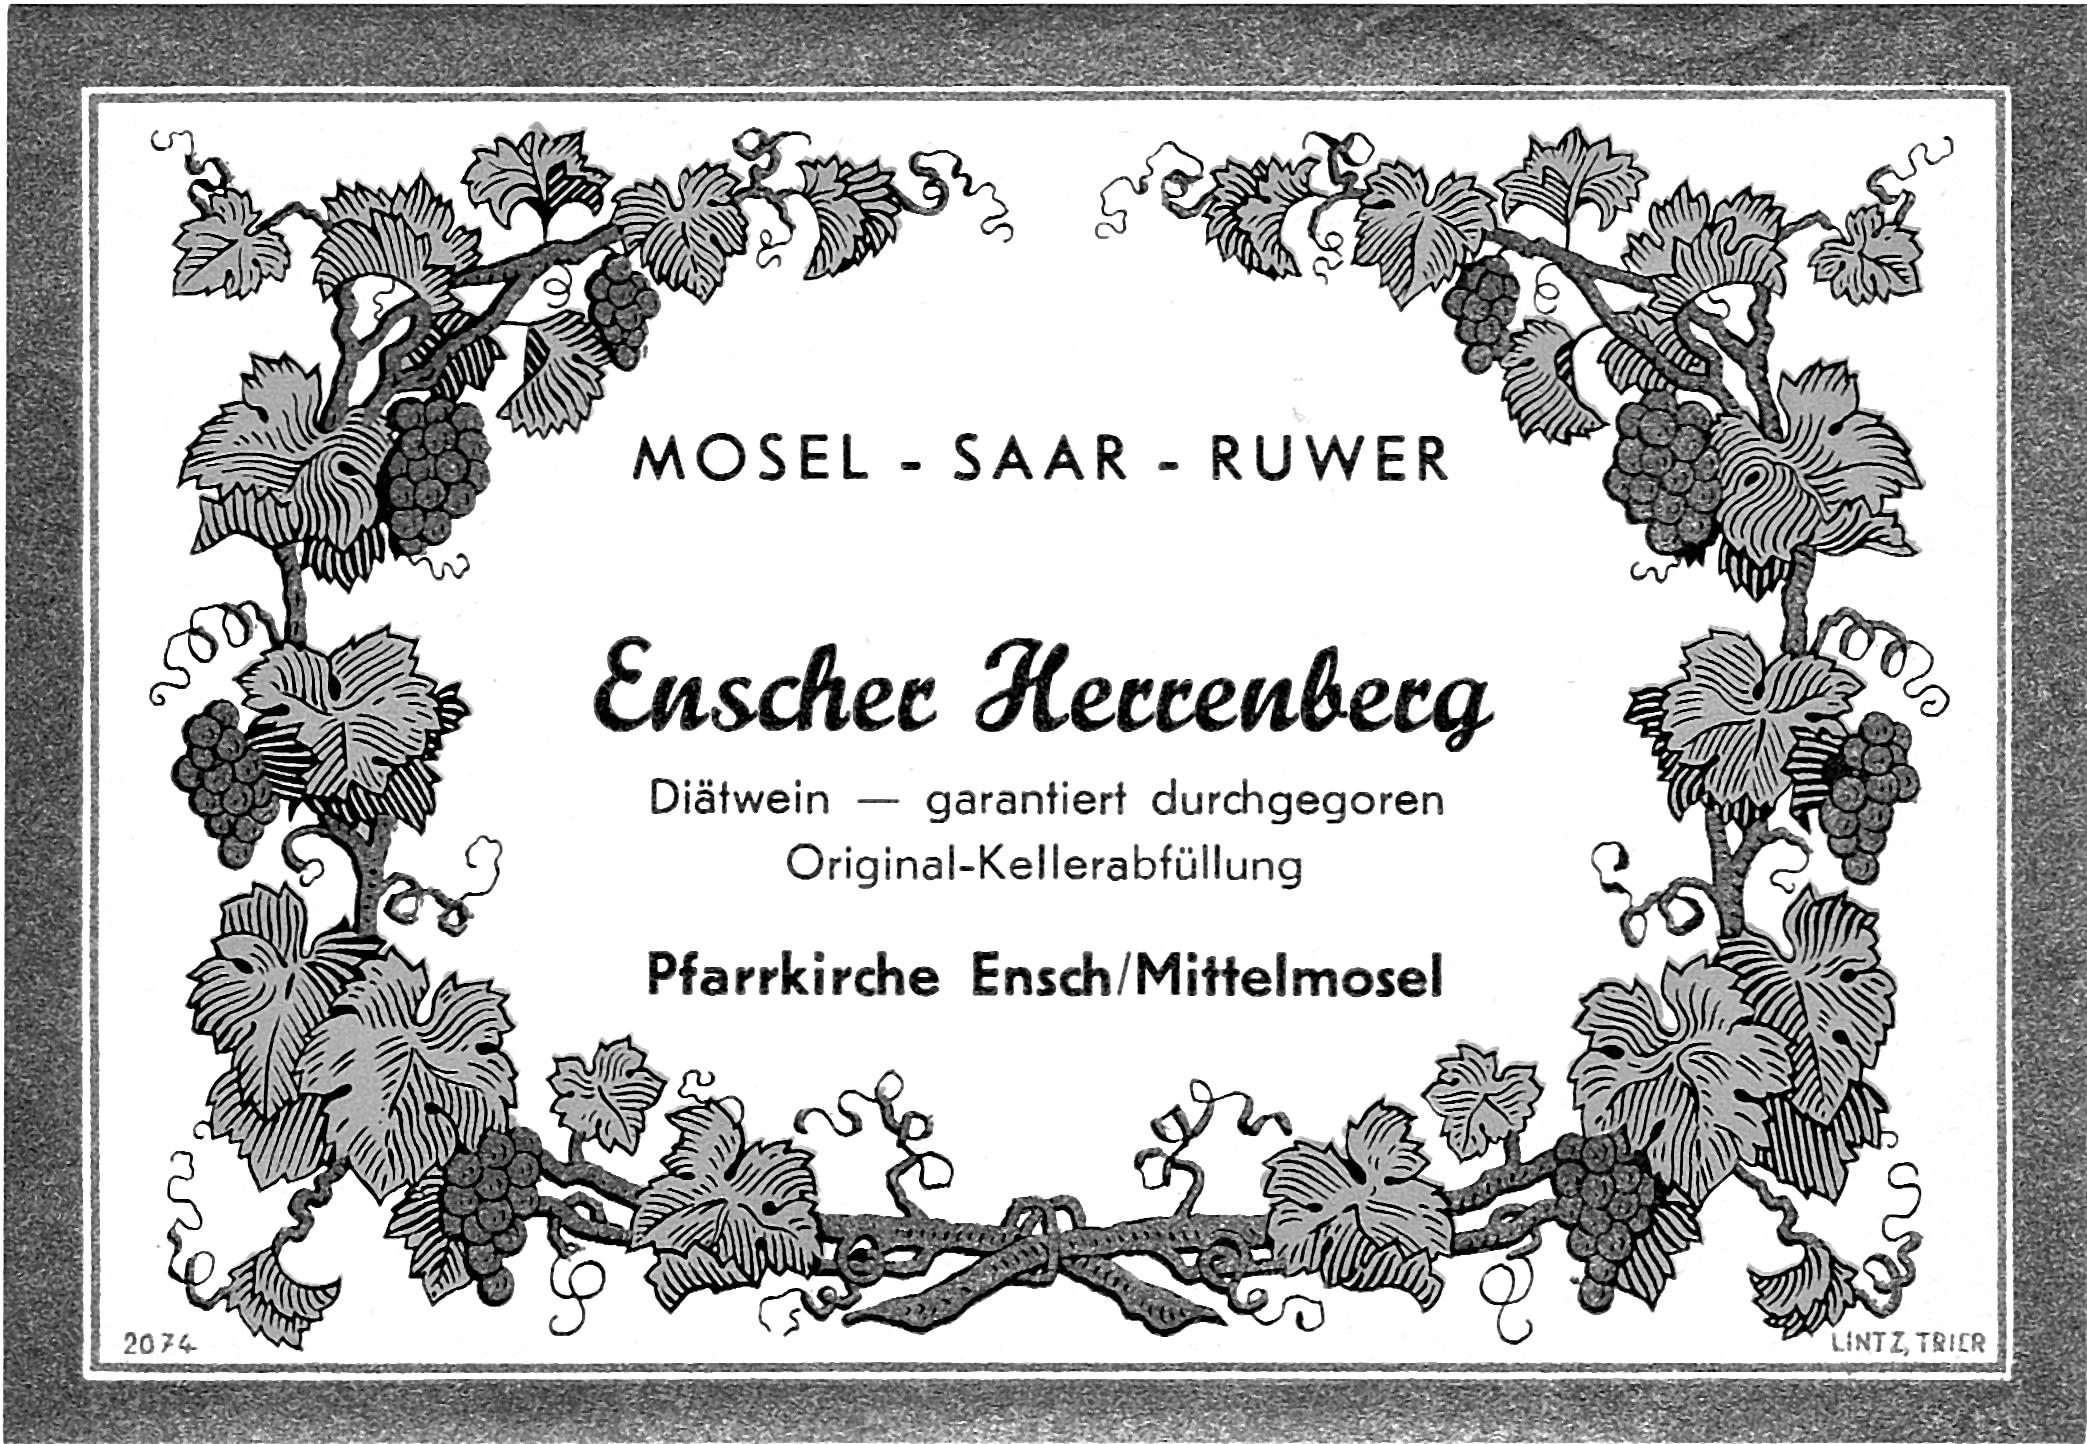 MOSEL - SAAR - RUWER
Enscher Herrenberg
Diätwein — garantiert durchgegoren
Original-Kellerabfüllung
Pfarrkirche Ensch/Mittelmosel
2074
LINTZ, TRIER